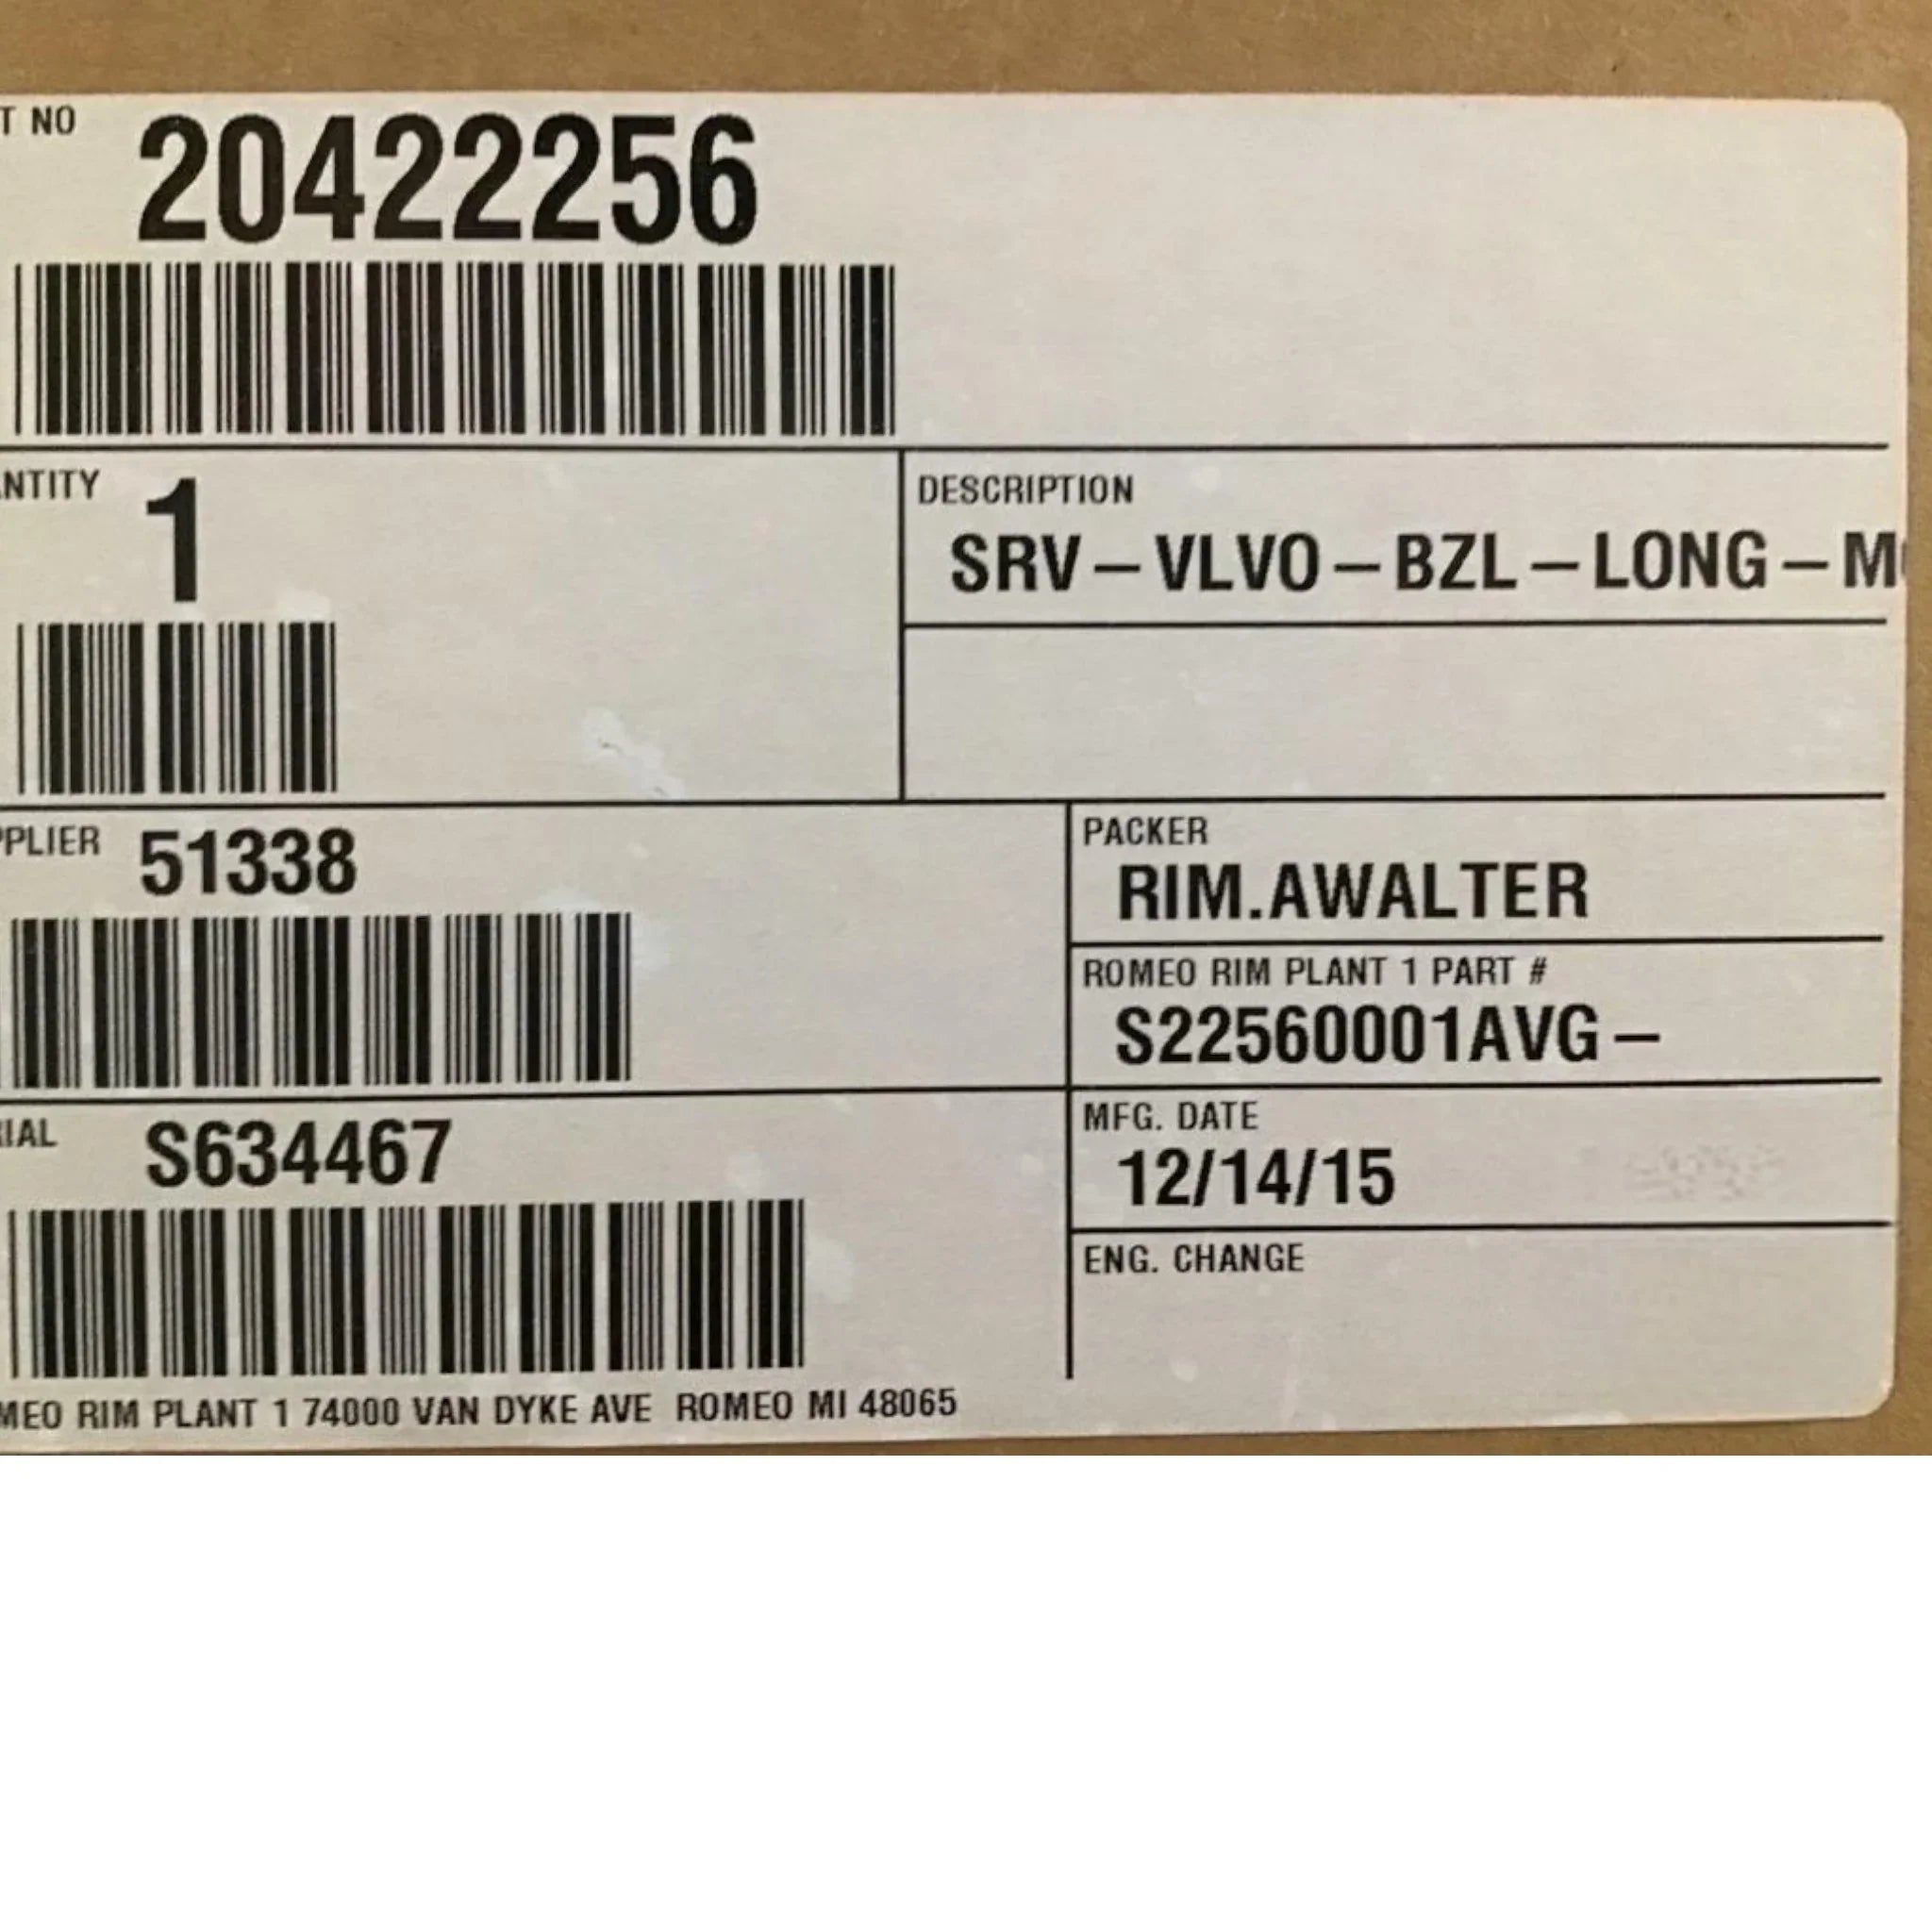 T NO 20422256
NTITY 1
DESCRIPTION
SRV-VLVO-BZL-LONG-M
PPLIER 51338
PACKER
RIM.AWALTER
ROMEO RIM PLANT 1 PART #
S22560001AVG-
IAL S634467
MFG. DATE
12/14/15
ENG. CHANGE
MEO RIM PLANT 1 74000 VAN DYKE AVE ROMEO MI 48065